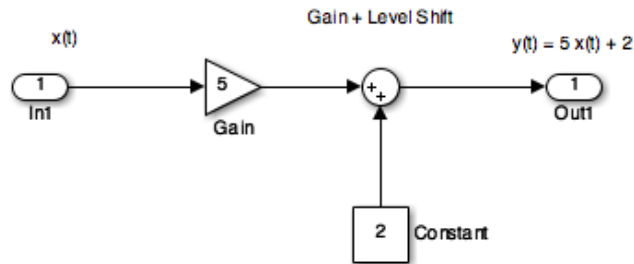 Gain + Level Shift
x(t)
y(t) = 5 x(t) + 2
1
5
+
+
1
In1
Gain
Out1
2
Constant